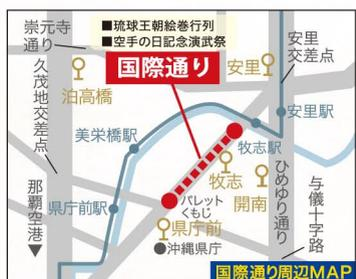 ■琉球王朝絵巻行列
■空手の日記念演武祭
国際通り
崇元寺
通り
久茂地交差点
泊高橋
安里
安里
交差点
安里駅
美栄橋駅
牧志駅
牧志
開南
ひめゆり通り
与儀十字路
県庁前駅
パレット
くもじ
県庁前
沖縄県庁
那覇空港▼
国際通り周辺MAP